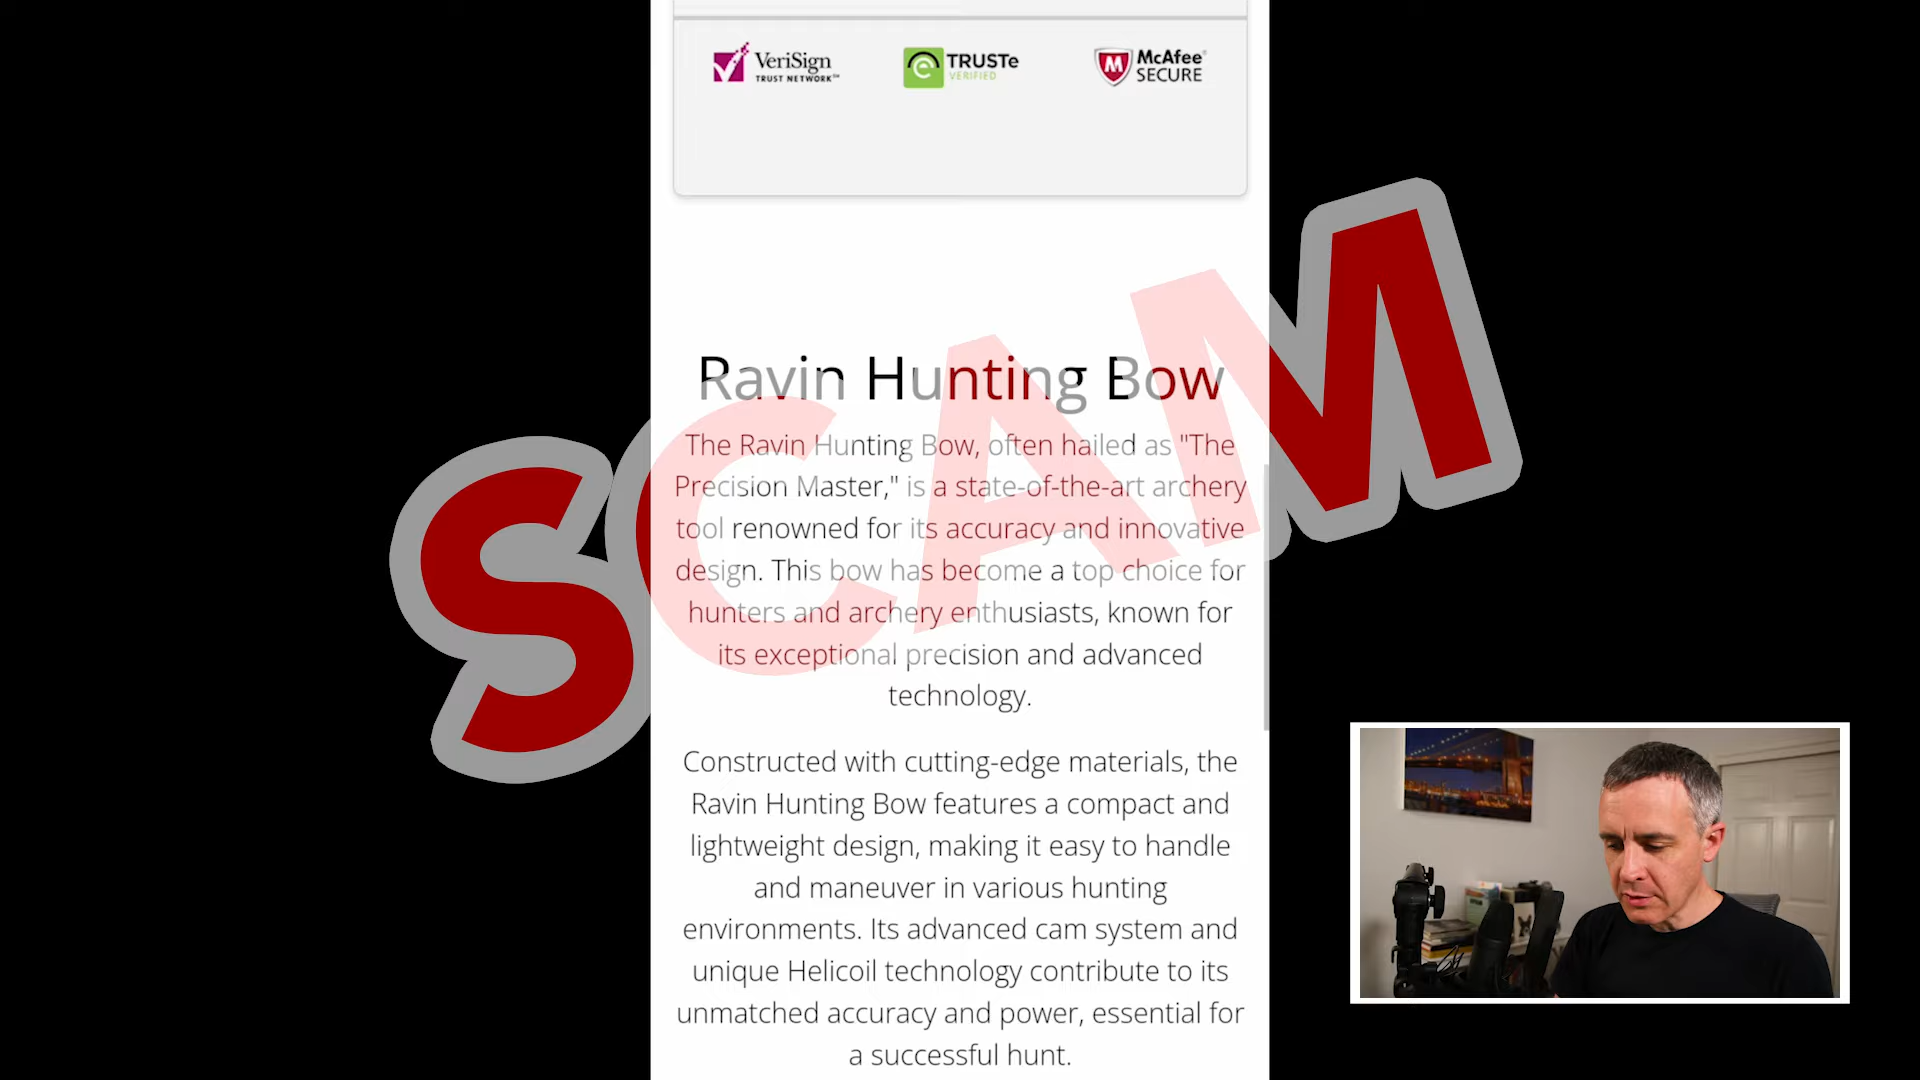 VeriSign
TRUST NETWORK™
TRUSTe
VERIFIED
McAfee®
SECURE
SCAM
Ravin Hunting Bow
The Ravin Hunting Bow, often hailed as "The
Precision Master," is a state-of-the-art archery
tool renowned for its accuracy and innovative
design. This bow has become a top choice for
hunters and archery enthusiasts, known for
its exceptional precision and advanced
technology.
Constructed with cutting-edge materials, the
Ravin Hunting Bow features a compact and
lightweight design, making it easy to handle
and maneuver in various hunting
environments. Its advanced cam system and
unique Helicoil technology contribute to its
unmatched accuracy and power, essential for
a successful hunt.